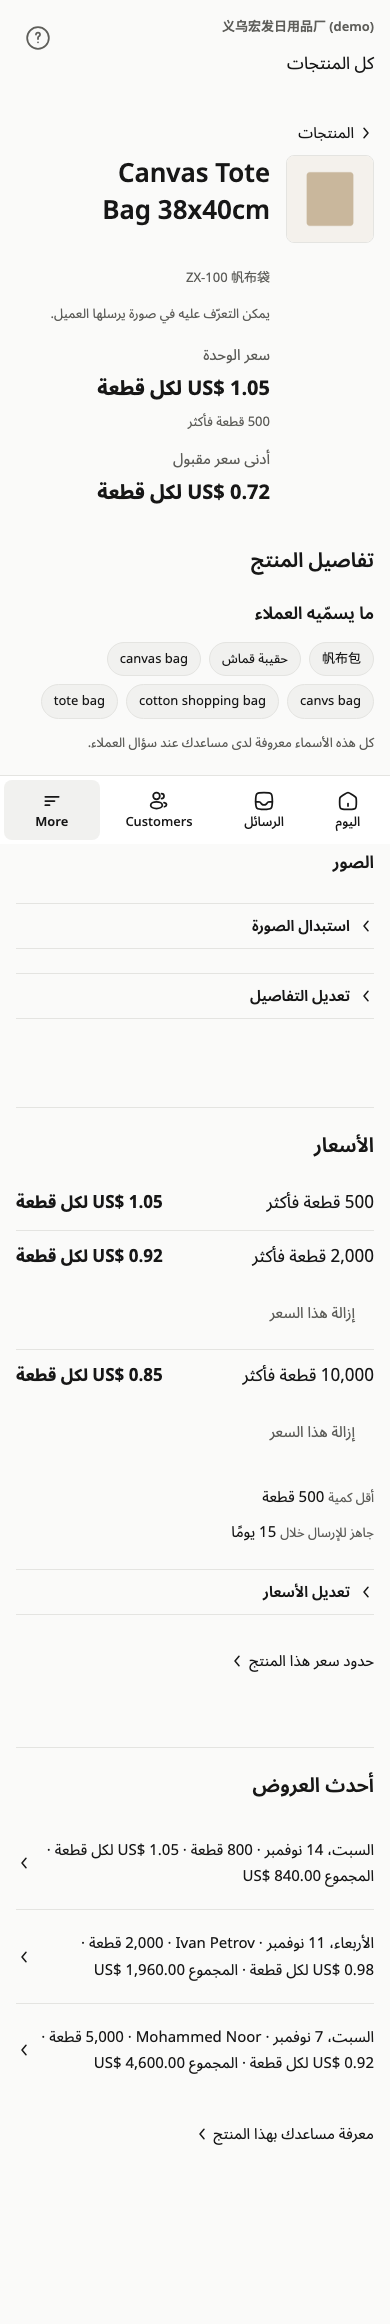 义乌宏发日用品厂 (demo)
كل المنتجات
المنتجات
Canvas Tote
Bag 38x40cm
ZX-100 帆布袋
يمكن التعرّف عليه في صورة يرسلها العميل.
سعر الوحدة
US$ 1.05 لكل قطعة
500 قطعة فأكثر
أدنى سعر مقبول
US$ 0.72 لكل قطعة
تفاصيل المنتج
ما يسمّيه العملاء
帆布包 حقيبة قماش canvas bag
canvs bag cotton shopping bag tote bag
كل هذه الأسماء معروفة لدى مساعدك عند سؤال العملاء.
اليوم الرسائل Customers More
الصور
استبدال الصورة
تعديل التفاصيل
الأسعار
500 قطعة فأكثر US$ 1.05 لكل قطعة
2,000 قطعة فأكثر US$ 0.92 لكل قطعة
إزالة هذا السعر
10,000 قطعة فأكثر US$ 0.85 لكل قطعة
إزالة هذا السعر
أقل كمية 500 قطعة
جاهز للإرسال خلال 15 يومًا
تعديل الأسعار
حدود سعر هذا المنتج
أحدث العروض
السبت، 14 نوفمبر · 800 قطعة · US$ 1.05 لكل قطعة ·
المجموع US$ 840.00
الأربعاء، 11 نوفمبر · Ivan Petrov · 2,000 قطعة ·
US$ 0.98 لكل قطعة · المجموع US$ 1,960.00
السبت، 7 نوفمبر · Mohammed Noor · 5,000 قطعة ·
US$ 0.92 لكل قطعة · المجموع US$ 4,600.00
معرفة مساعدك بهذا المنتج